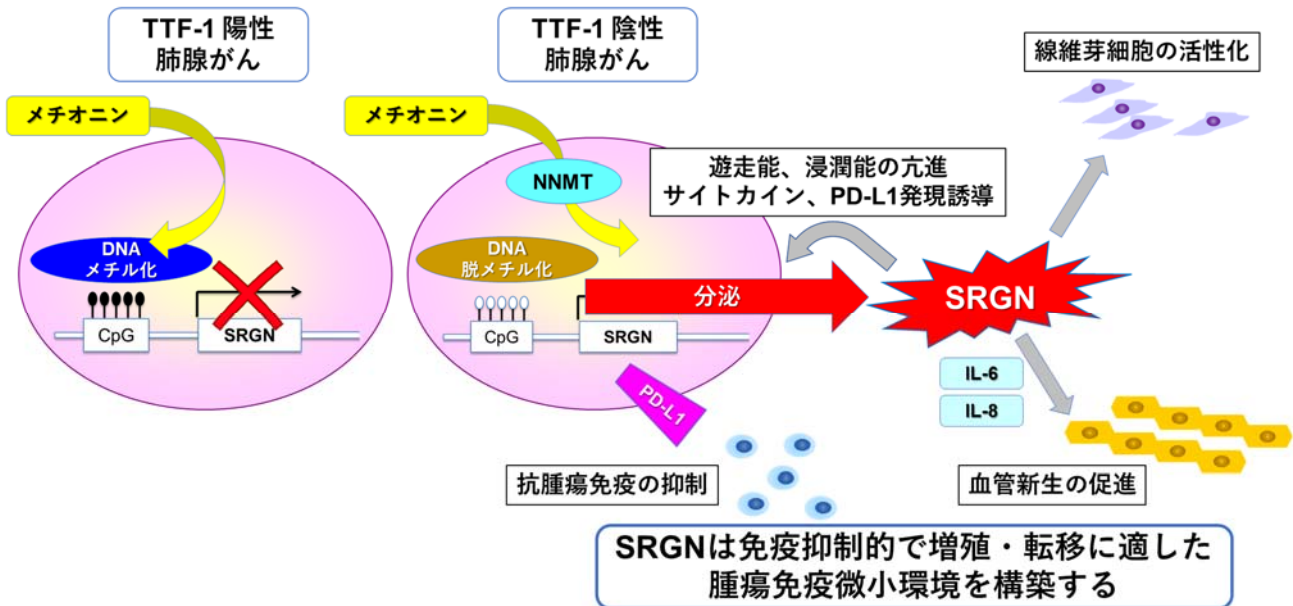 TTF-1 陽性
肺腺がん
メチオニン
DNA
メチル化
CpG
SRGN
TTF-1 陰性
肺腺がん
メチオニン
NNMT
DNA
脱メチル化
CpG
SRGN
分泌
PD-L1
遊走能、浸潤能の亢進
サイトカイン、PD-L1発現誘導
線維芽細胞の活性化
SRGN
IL-6
IL-8
抗腫瘍免疫の抑制
血管新生の促進
SRGNは免疫抑制的で増殖・転移に適した
腫瘍免疫微小環境を構築する